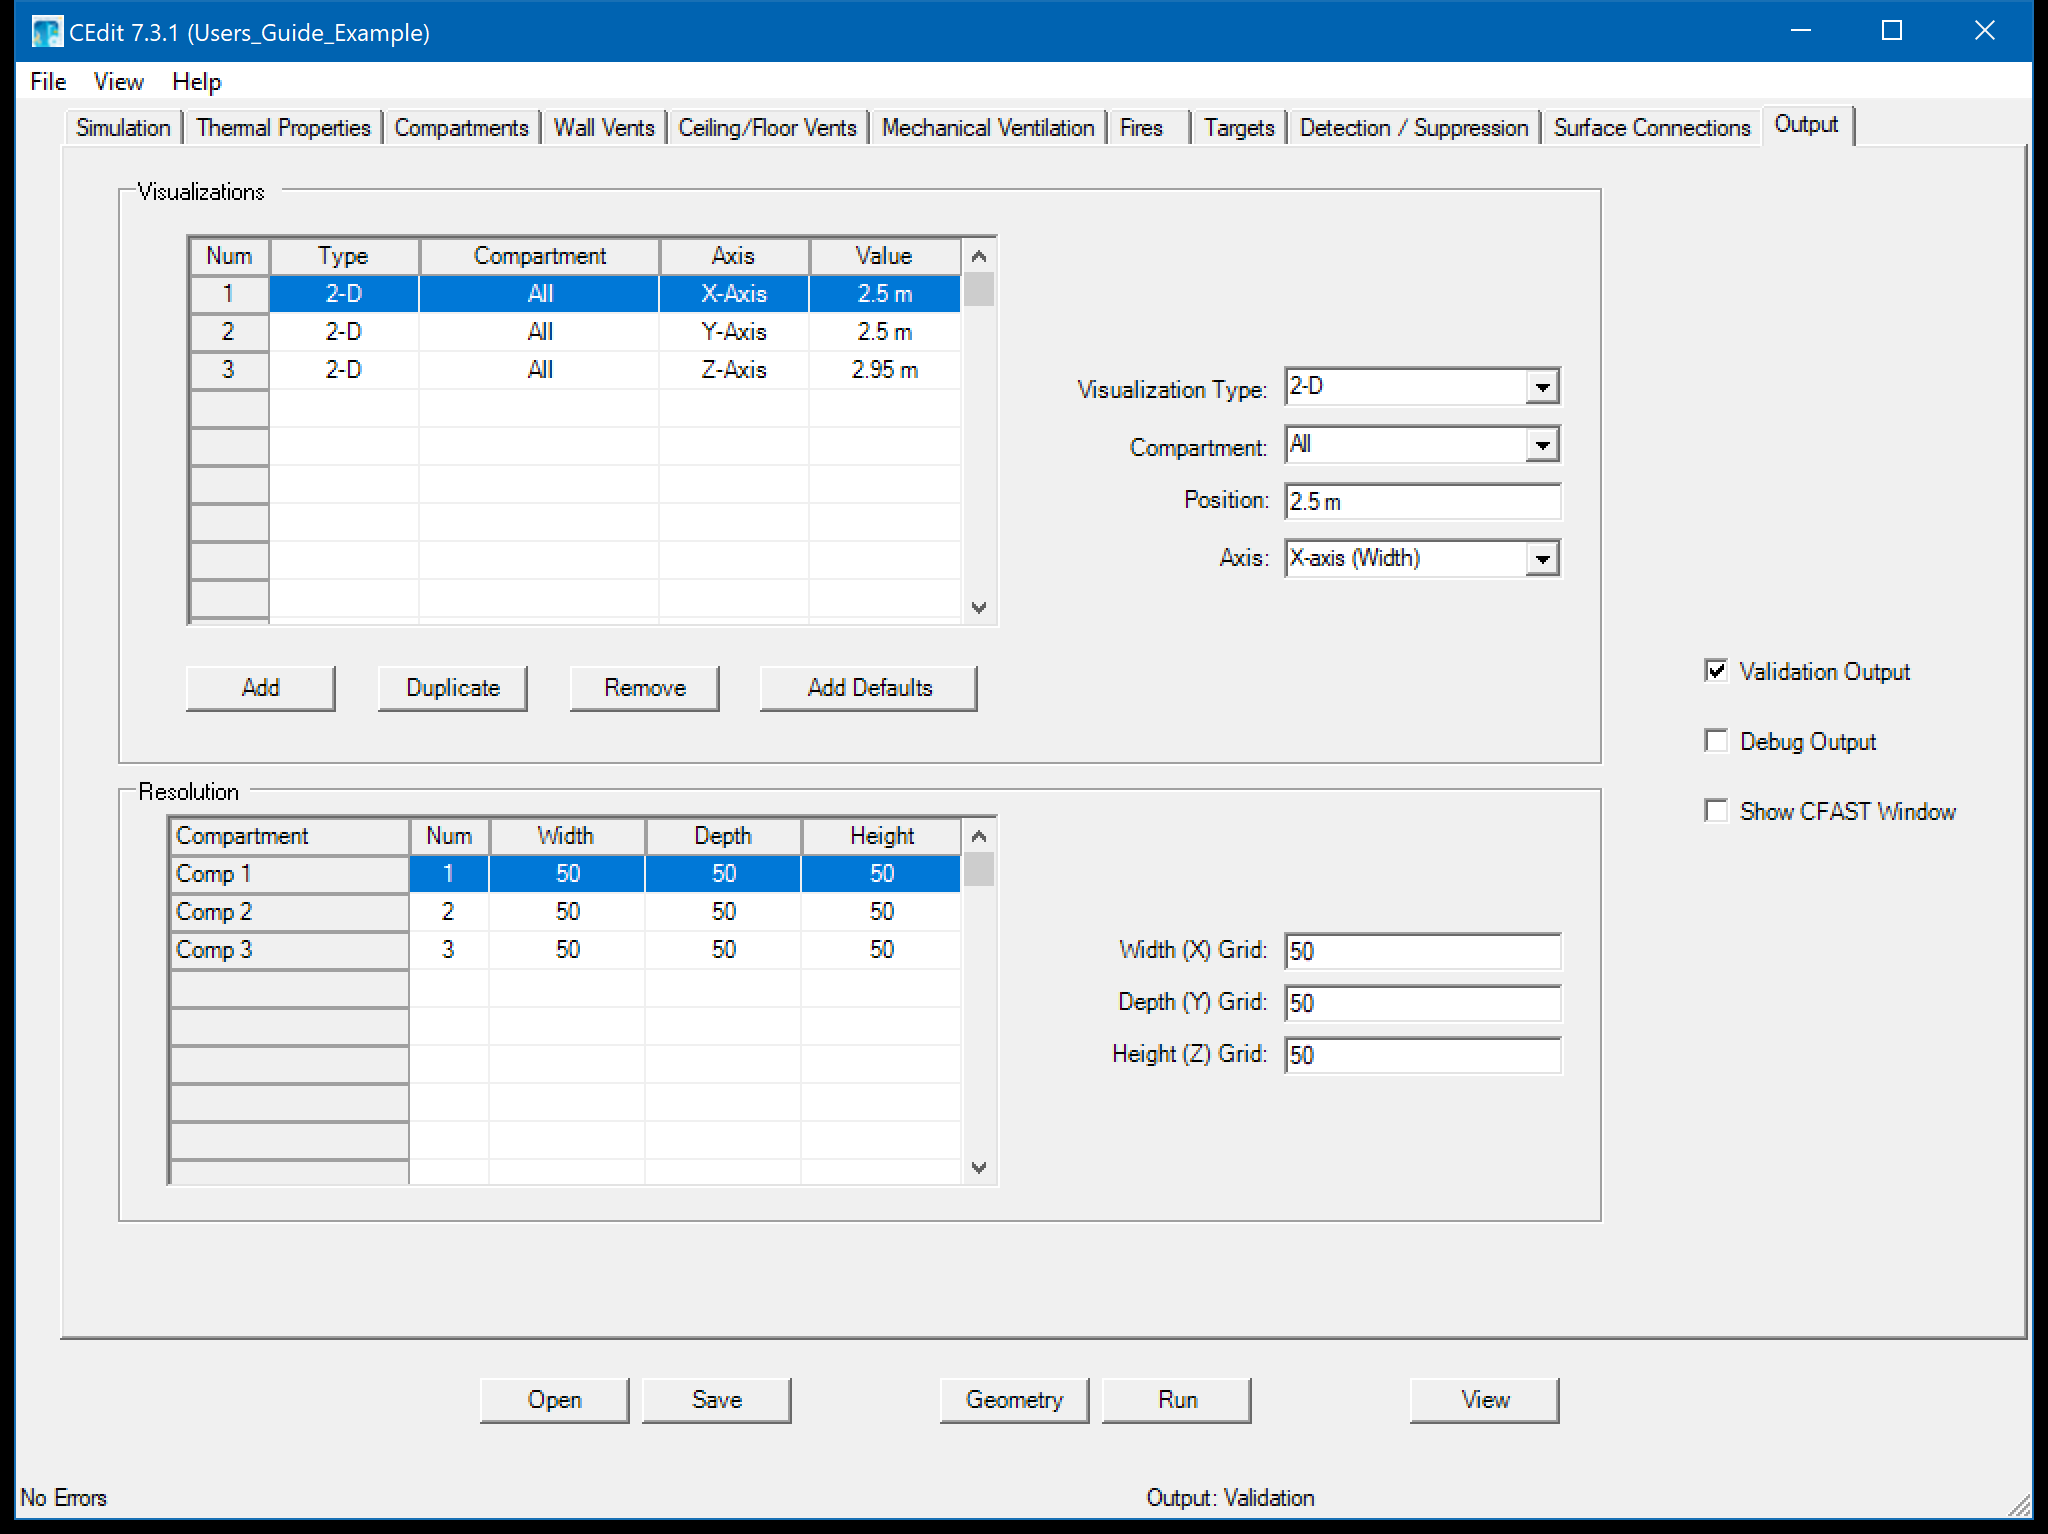 CEdit 7.3.1 (Users_Guide_Example)
File View Help
Simulation Thermal Properties Compartments Wall Vents Ceiling/Floor Vents Mechanical Ventilation Fires Targets Detection / Suppression Surface Connections Output
Visualizations
Num Type Compartment Axis Value
1 2-D All X-Axis 2.5 m
2 2-D All Y-Axis 2.5 m
3 2-D All Z-Axis 2.95 m
Visualization Type: 2-D
Compartment: All
Position: 2.5 m
Axis: X-axis (Width)
Add Duplicate Remove Add Defaults
Validation Output
Debug Output
Show CFAST Window
Resolution
Compartment Num Width Depth Height
Comp 1 1 50 50 50
Comp 2 2 50 50 50
Comp 3 3 50 50 50
Width (X) Grid: 50
Depth (Y) Grid: 50
Height (Z) Grid: 50
Open Save Geometry Run View
No Errors Output: Validation